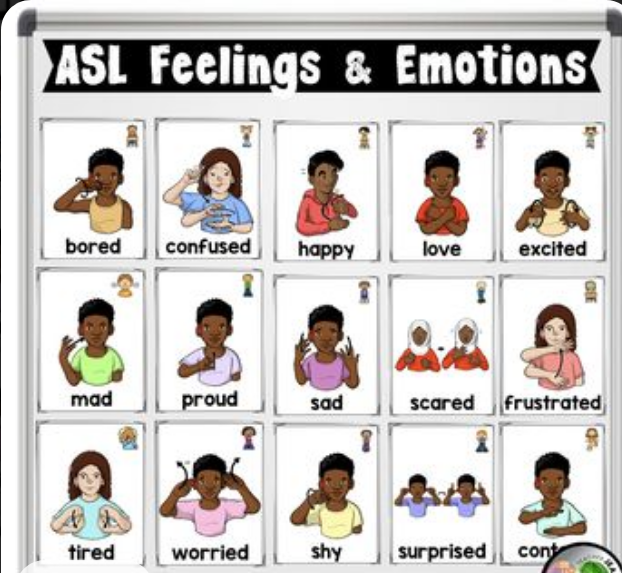 ASL Feelings & Emotions
bored confused happy love excited
mad proud sad scared frustrated
tired worried shy surprised